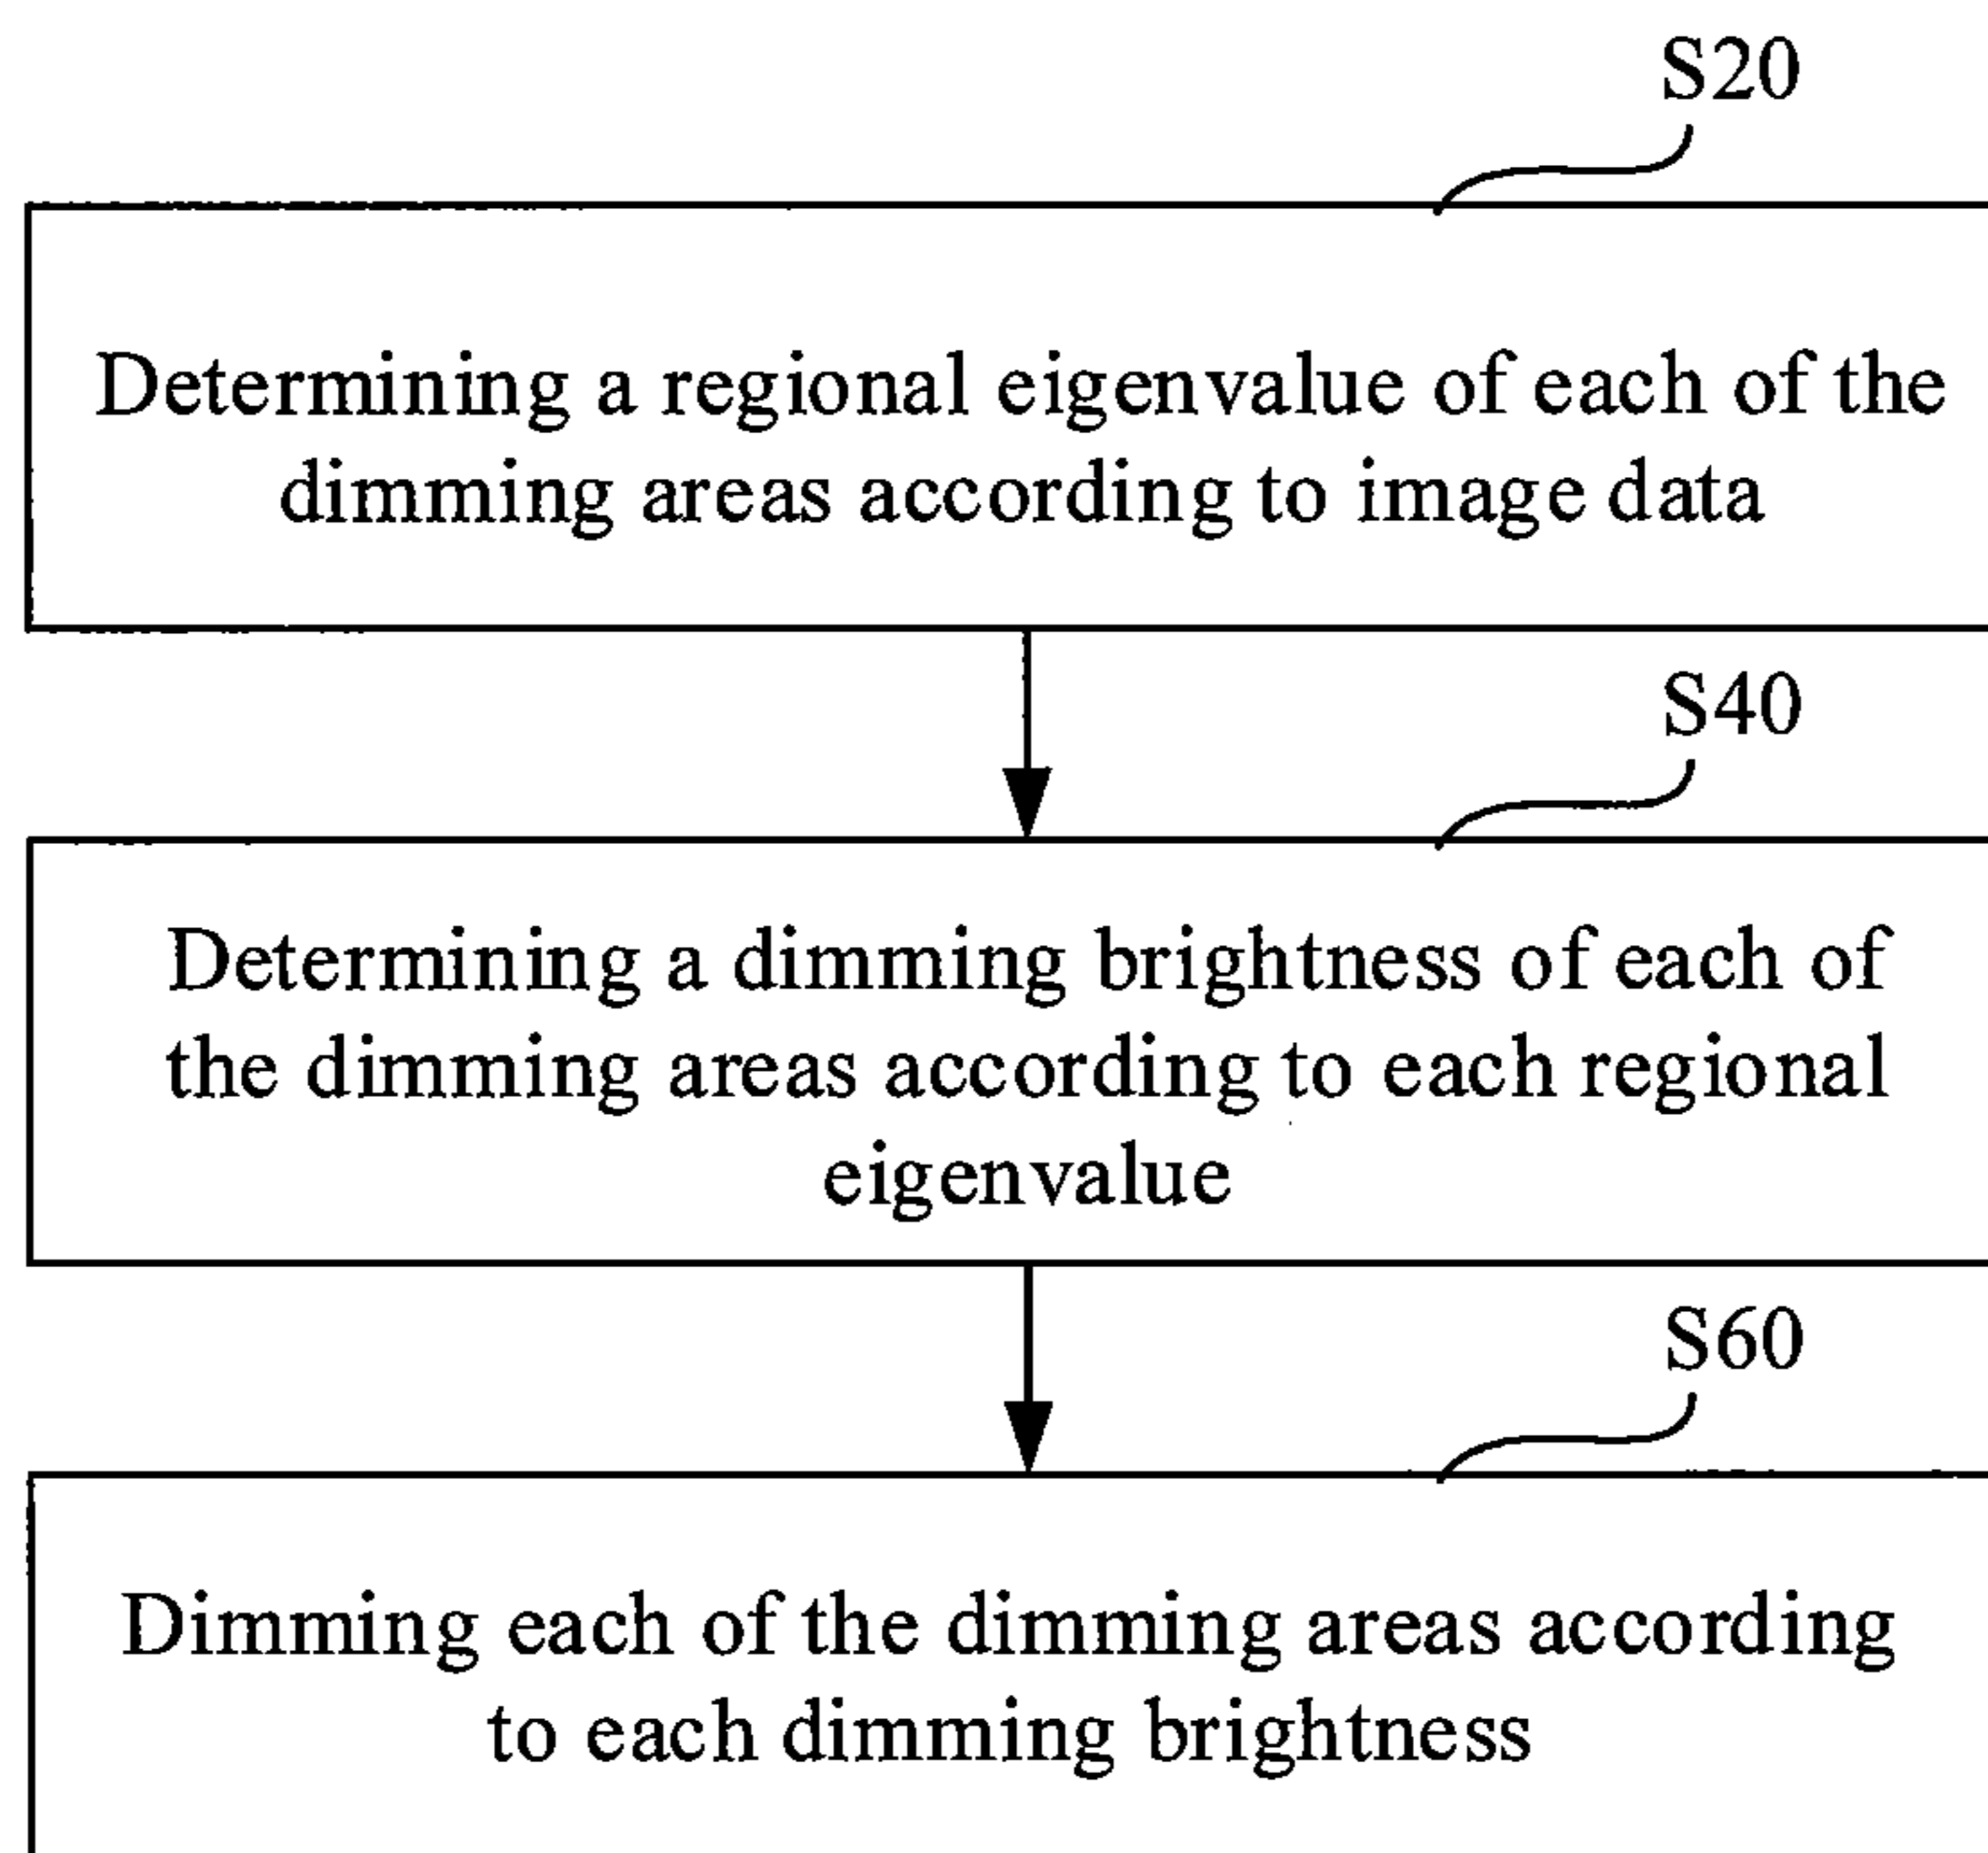 S20
Determining a regional eigenvalue of each of the
dimming areas according to image data
S40
Determining a dimming brightness of each of
the dimming areas according to each regional
eigenvalue
S60
Dimming each of the dimming areas according
to each dimming brightness